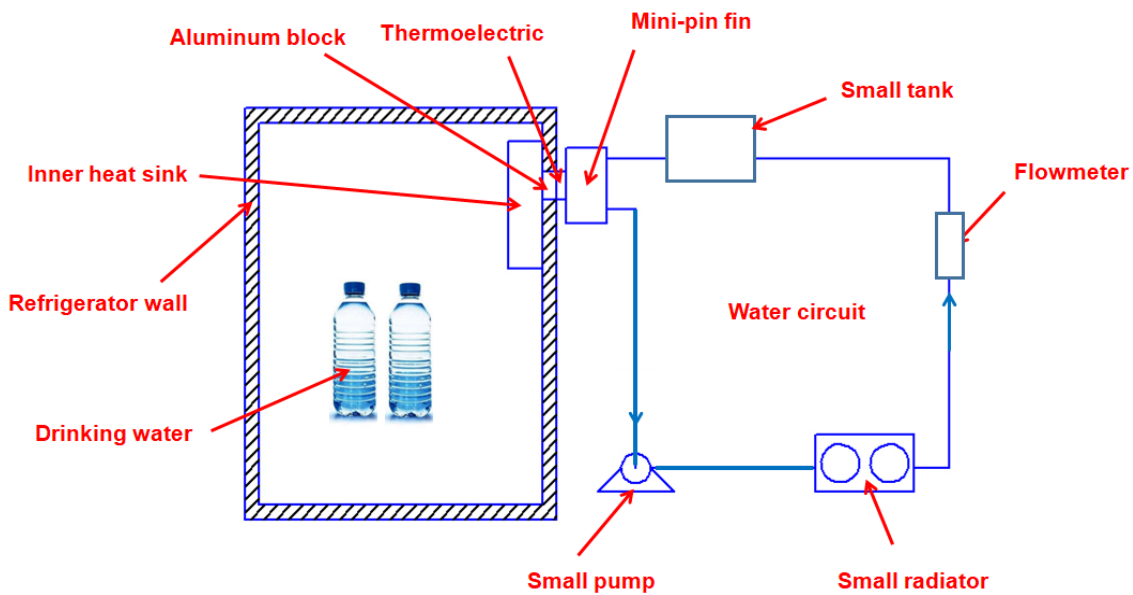 Mini-pin fin
Aluminum block
Thermoelectric
Small tank
Inner heat sink
Flowmeter
Refrigerator wall
Water circuit
Drinking water
Small pump
Small radiator